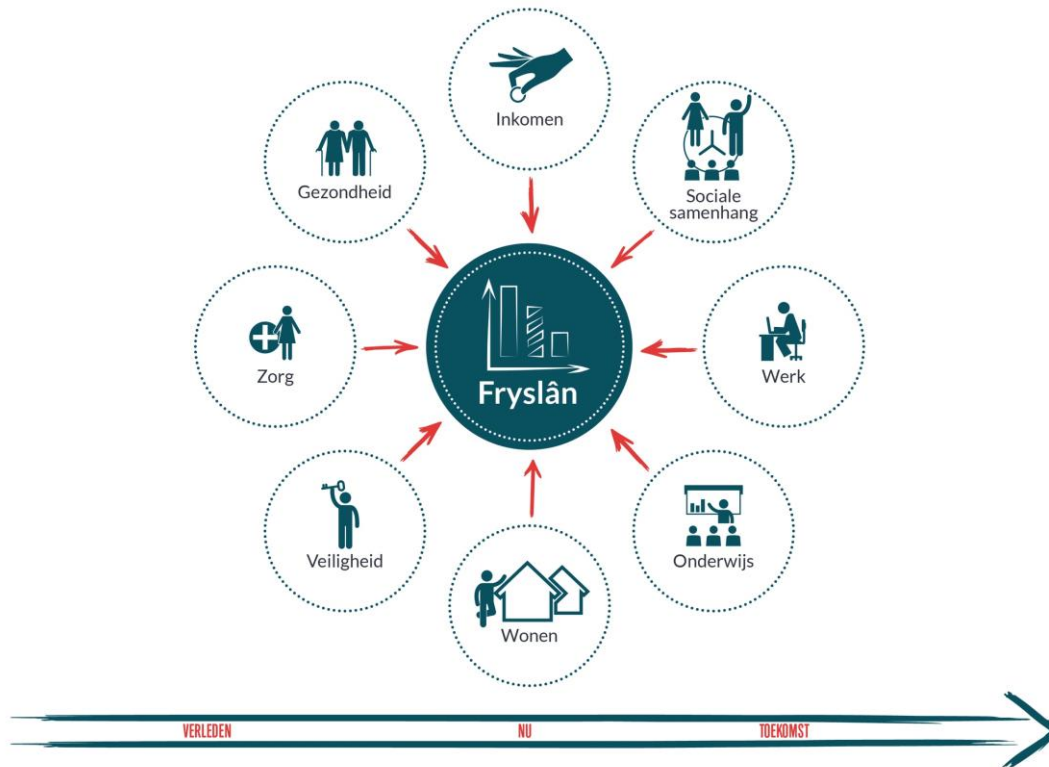 Inkomen
Sociale
samenhang
Werk
Onderwijs
Wonen
Veiligheid
Zorg
Gezondheid
Fryslân
VERLEDEN
NU
TOEKOMST